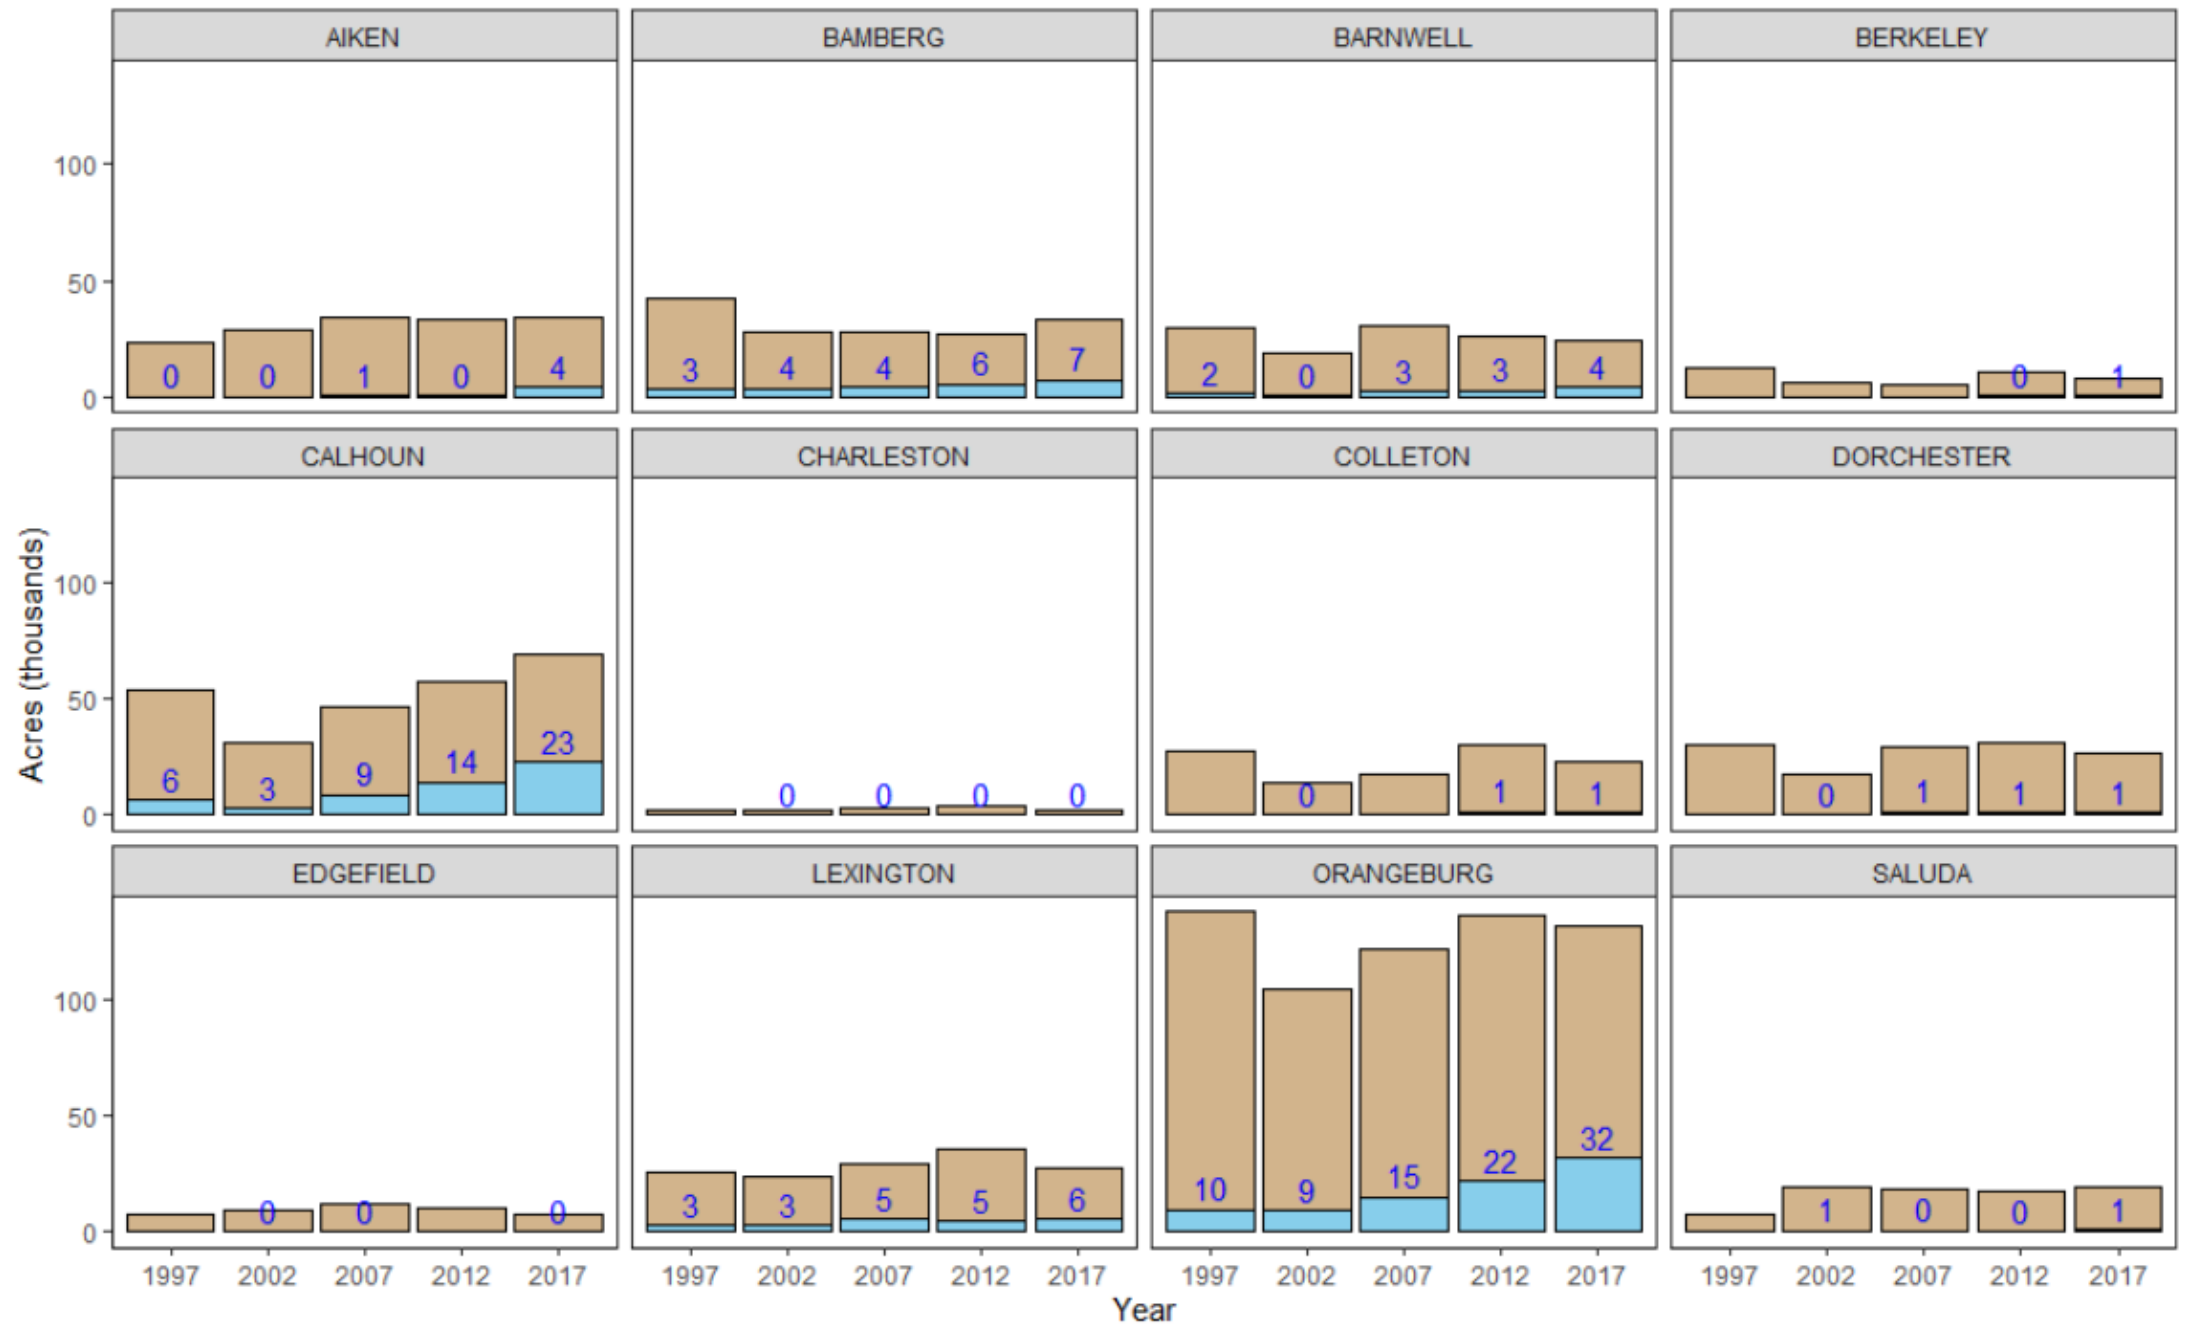 AIKEN BAMBERG BARNWELL BERKELEY
100
50
0
0 0 1 0 4
3 4 4 6 7
2 0 3 3 4
0 1
CALHOUN CHARLESTON COLLETON DORCHESTER
100
50
0
6 3 9 14 23
0 0 0 0
0 1 1
0 1 1 1
Acres (thousands)
EDGEFIELD LEXINGTON ORANGEBURG SALUDA
100
50
0
0 0 0
3 3 5 5 6
10 9 15 22 32
1 0 0 1
1997 2002 2007 2012 2017 1997 2002 2007 2012 2017 1997 2002 2007 2012 2017 1997 2002 2007 2012 2017
Year